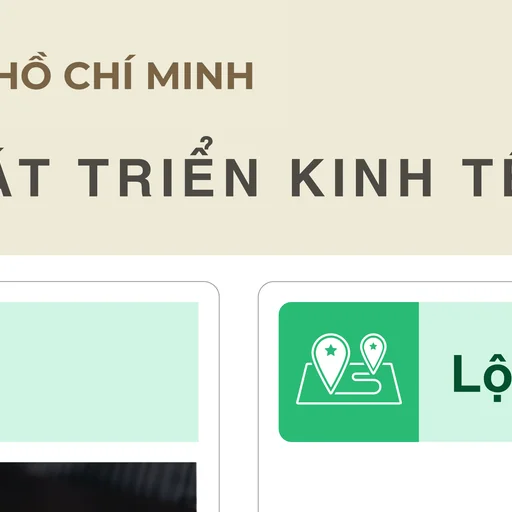 HỒ CHÍ MINH
ÁT TRIỂN KINH TẾ
Lộ